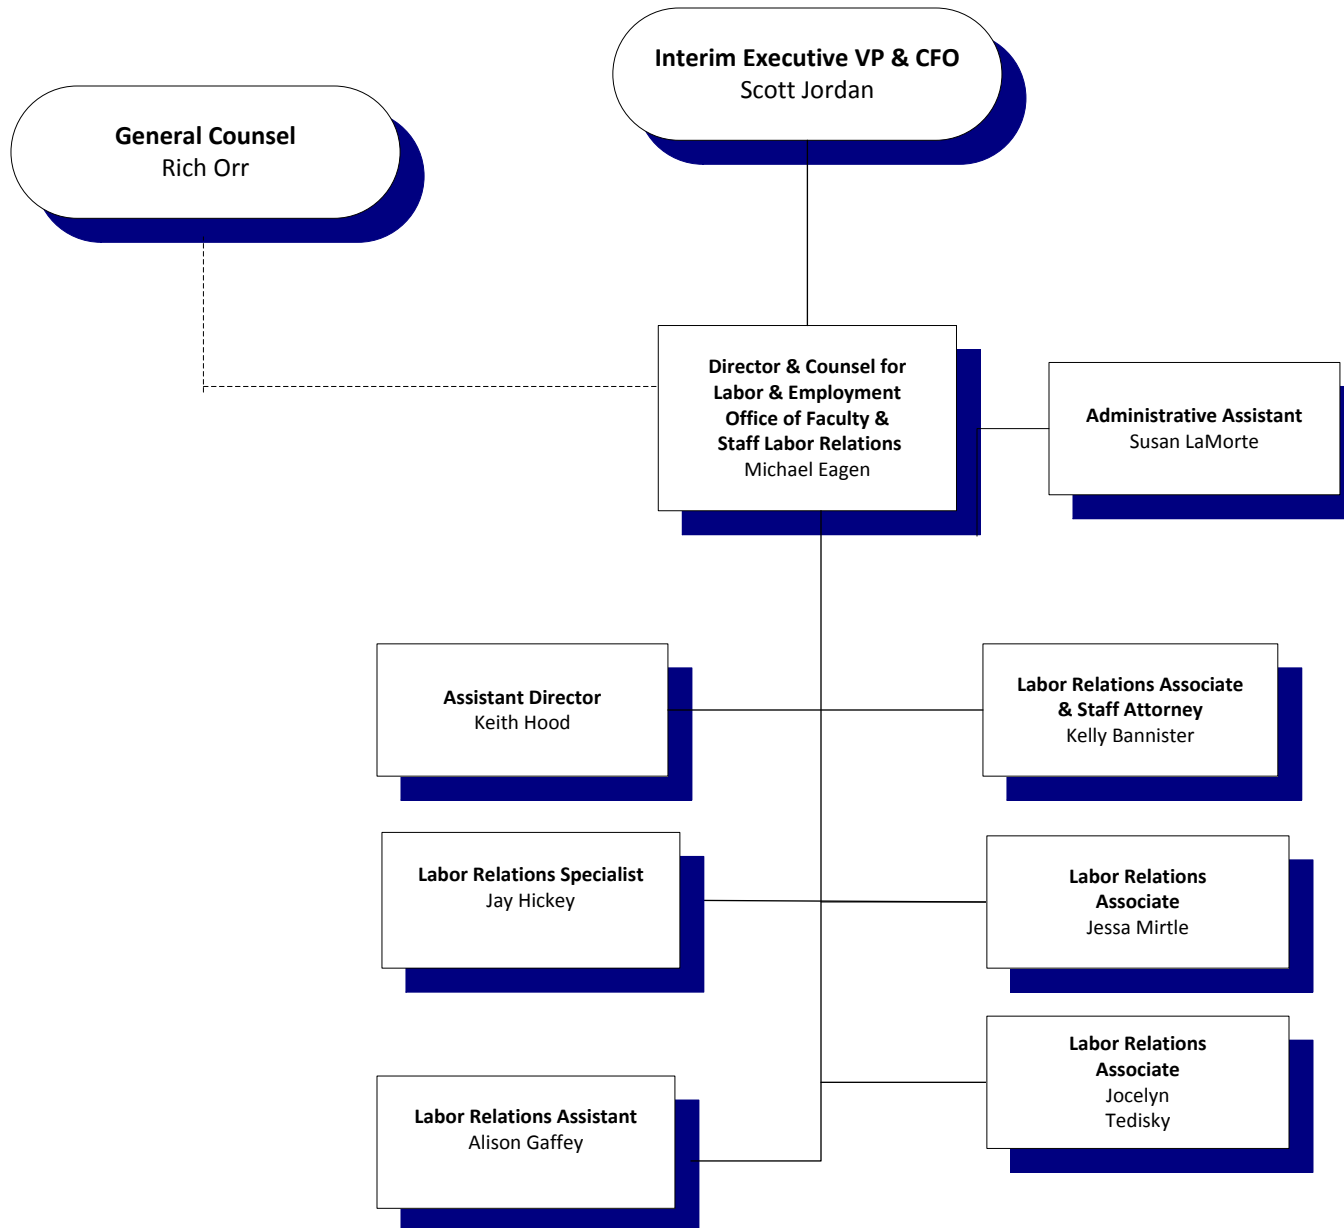 Interim Executive VP & CFO
Scott Jordan
General Counsel
Rich Orr
Director & Counsel for
Labor & Employment
Office of Faculty &
Staff Labor Relations
Michael Eagen
Administrative Assistant
Susan LaMorte
Assistant Director
Keith Hood
Labor Relations Associate
& Staff Attorney
Kelly Bannister
Labor Relations Specialist
Jay Hickey
Labor Relations
Associate
Jessa Mirtle
Labor Relations
Associate
Jocelyn
Tedisky
Labor Relations Assistant
Alison Gaffey